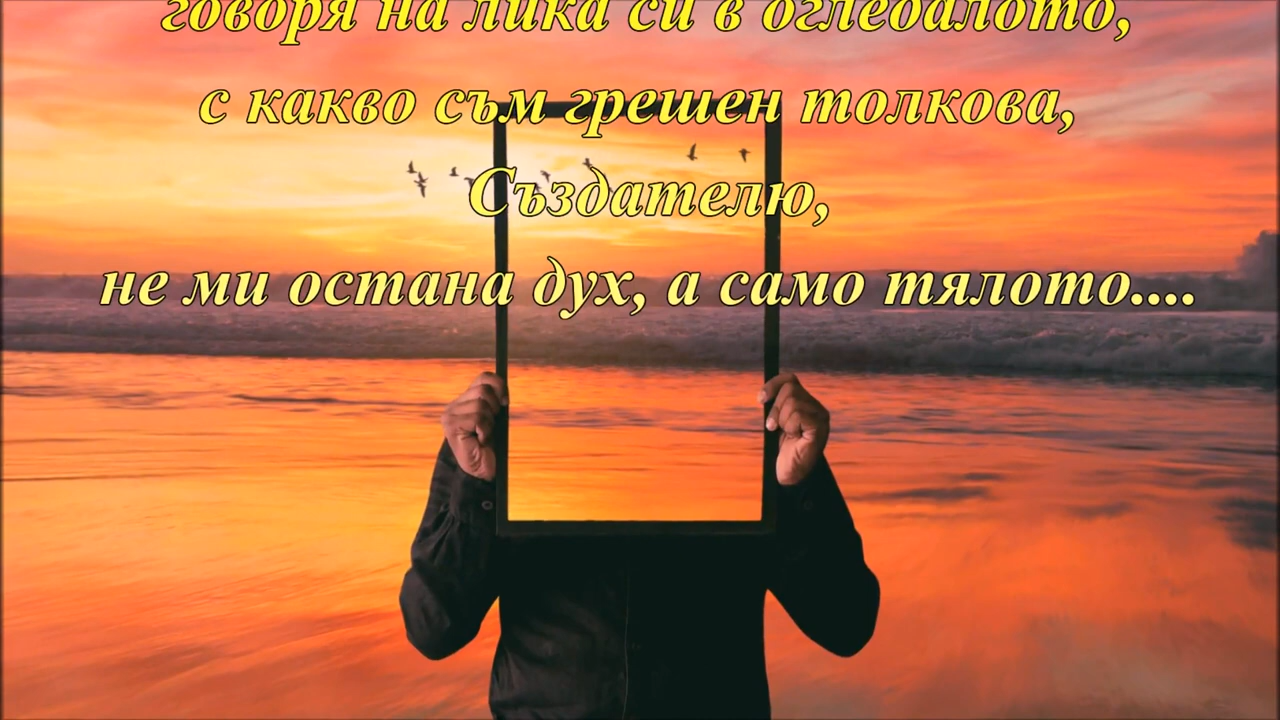 говоря на лика си в огледалото,
с какво съм грешен толкова,
Създателю,
не ми остана дух, а само тялото....